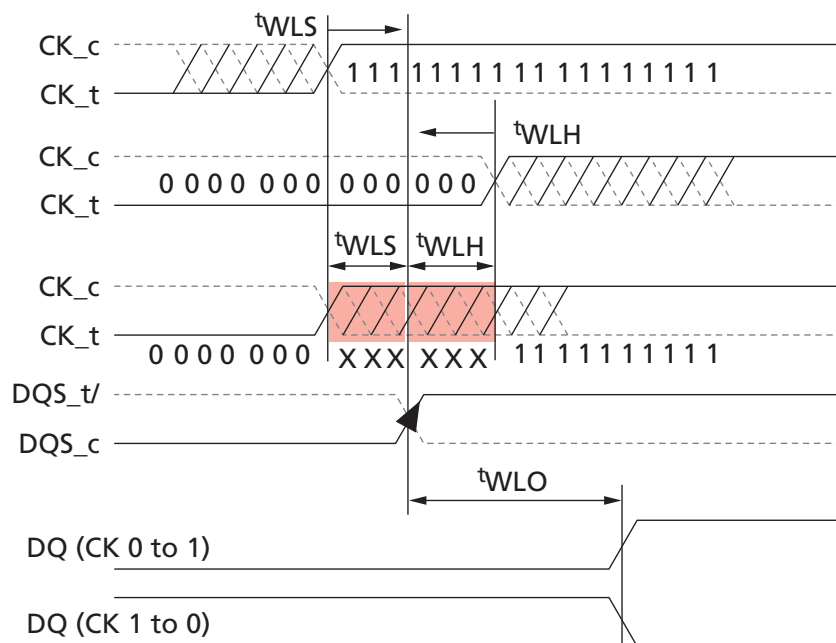 tWLS
CK_c
1 1 1 1 1 1 1 1 1 1 1 1 1 1 1 1 1
CK_t
tWLH
CK_c
0 0 0 0 0 0 0 0 0 0 0 0 0
CK_t
tWLS tWLH
CK_c
CK_t
0 0 0 0 0 0 0 X X X X X X 1 1 1 1 1 1 1 1 1
DQS_t/
DQS_c
tWLO
DQ (CK 0 to 1)
DQ (CK 1 to 0)